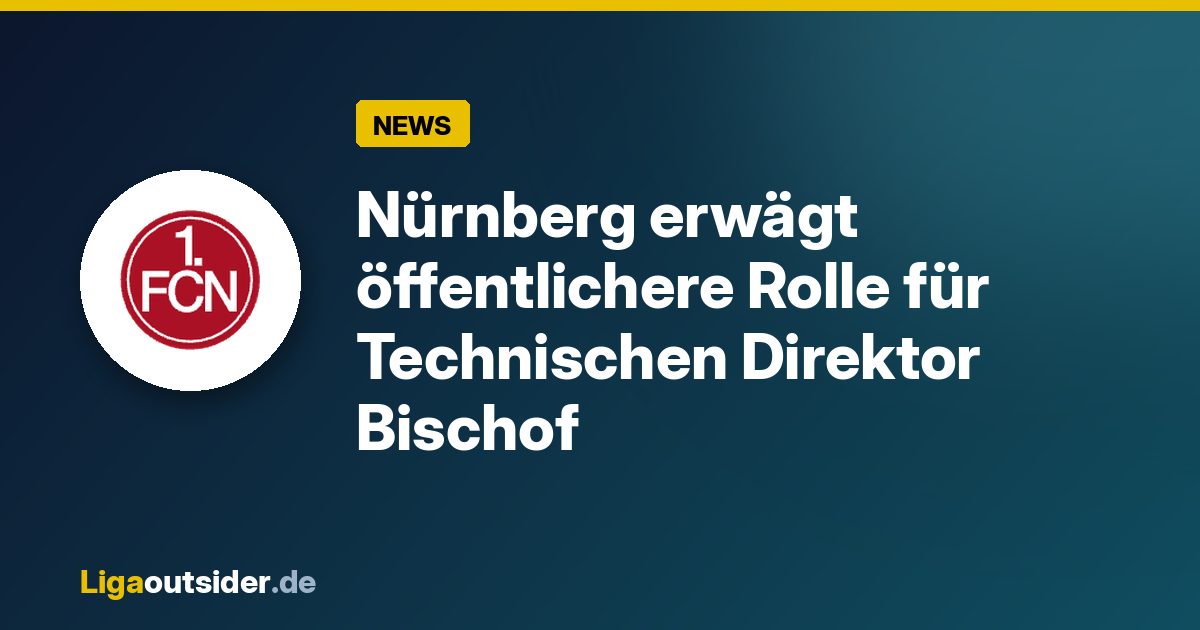 NEWS
1.
FCN
Nürnberg erwägt
öffentlichere Rolle für
Technischen Direktor
Bischof
Ligaoutsider.de